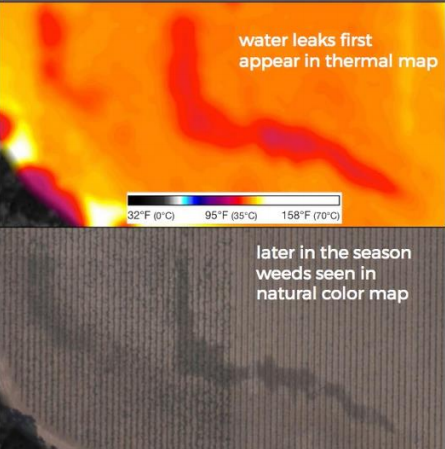 water leaks first
appear in thermal map
32°F (0°C) 95°F (35°C) 158°F (70°C)
later in the season
weeds seen in
natural color map